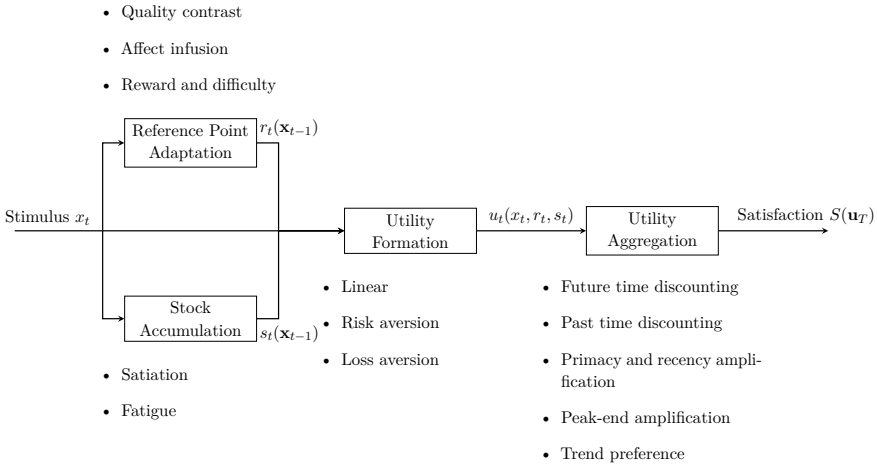 • Quality contrast
• Affect infusion
• Reward and difficulty
Reference Point
Adaptation
r_t(𝐱_{t−1})
Stimulus x_t
Utility
Formation
u_t(x_t, r_t, s_t)
Utility
Aggregation
Satisfaction S(𝐮_T)
Stock
Accumulation
s_t(𝐱_{t−1})
• Satiation
• Fatigue
• Linear
• Risk aversion
• Loss aversion
• Future time discounting
• Past time discounting
• Primacy and recency ampli-
fication
• Peak-end amplification
• Trend preference